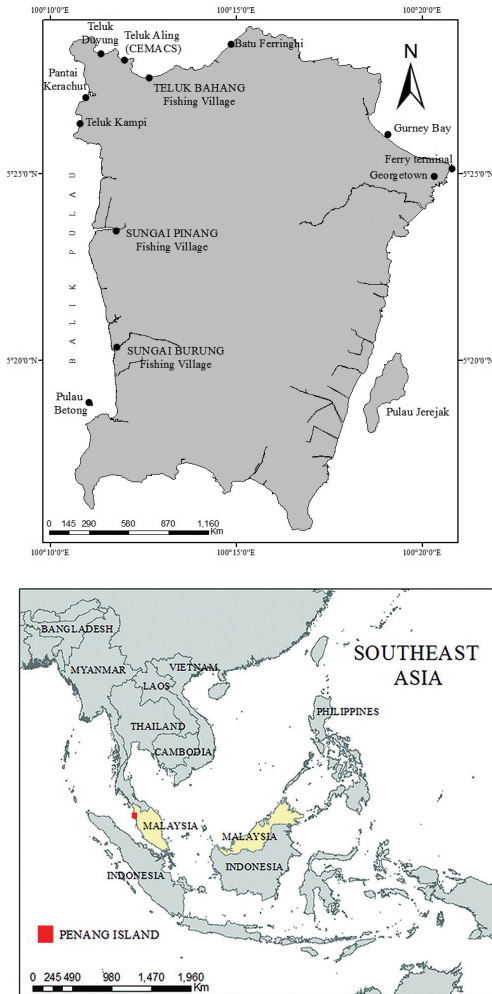 100°10'0"E 100°15'0"E 100°20'0"E
Teluk
Duyung
Teluk Aling
(CEMACS)
Batu Ferringhi
N
Pantai
Kerachut
TELUK BAHANG
Fishing Village
Teluk Kampi
Gurney Bay
Ferry terminal
Georgetown
5°25'0"N 5°25'0"N
BALIK PULAU
SUNGAI PINANG
Fishing Village
SUNGAI BURUNG
Fishing Village
5°20'0"N 5°20'0"N
Pulau
Betong
Pulau Jerejak
0 145 290 580 870 1,160
Km
100°10'0"E 100°15'0"E 100°20'0"E
BANGLADESH
MYANMAR
VIETNAM
LAOS
SOUTHEAST
ASIA
THAILAND
PHILIPPINES
CAMBODIA
MALAYSIA
MALAYSIA
INDONESIA
INDONESIA
PENANG ISLAND
0 245 490 980 1,470 1,960
Km